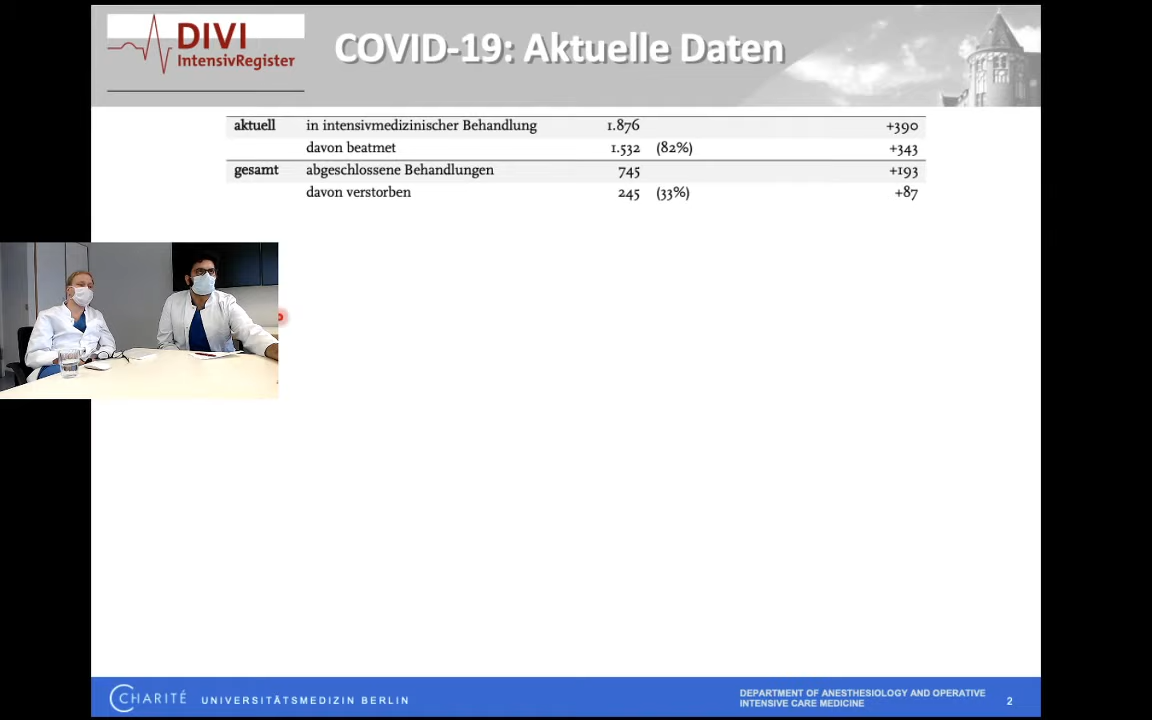 DIVI
IntensivRegister
COVID-19: Aktuelle Daten
aktuell in intensivmedizinischer Behandlung 1.876 +390
davon beatmet 1.532 (82%) +343
gesamt abgeschlossene Behandlungen 745 +193
davon verstorben 245 (33%) +87
CHARITÉ UNIVERSITÄTSMEDIZIN BERLIN
DEPARTMENT OF ANESTHESIOLOGY AND OPERATIVE
INTENSIVE CARE MEDICINE
2